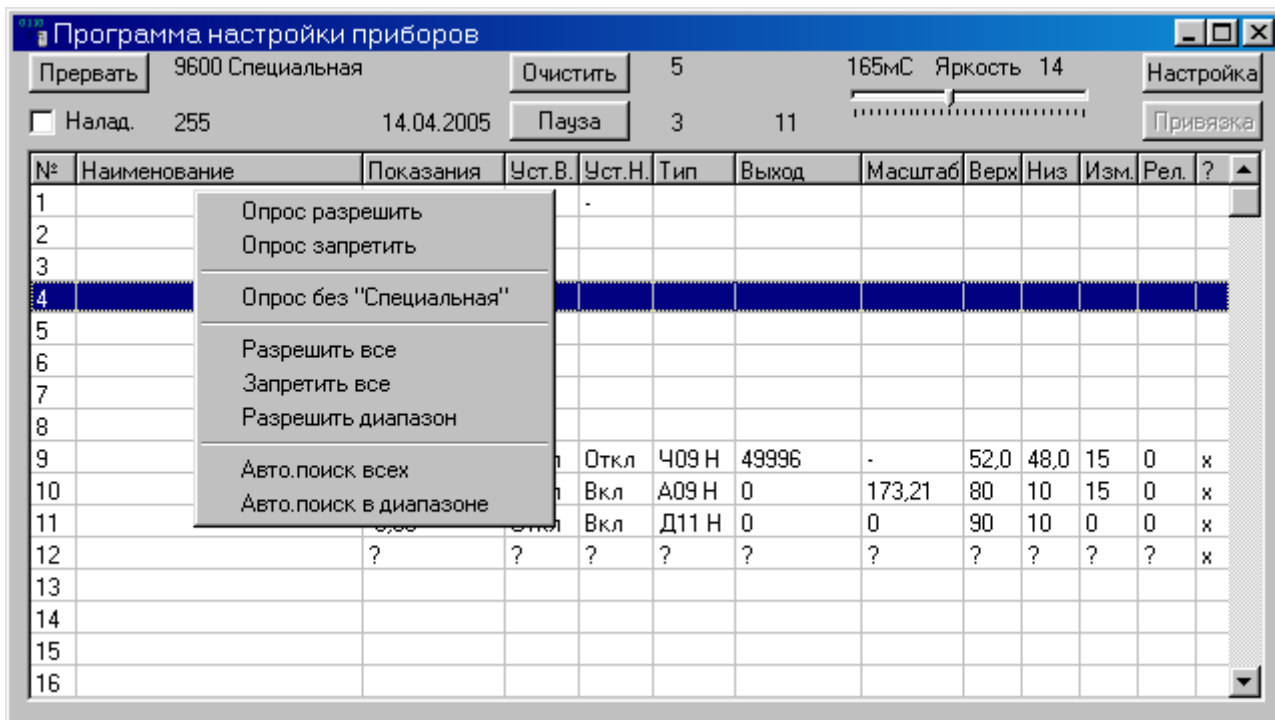 Программа настройки приборов
Прервать 9600 Специальная Очистить 5 165мС Яркость 14 Настройка
Налад. 255 14.04.2005 Пауза 3 11 Привязка
№ Наименование Показания Уст.В. Уст.Н. Тип Выход Масштаб Верх Низ Изм. Рел. ?
1 -
Опрос разрешить
2
Опрос запретить
3
4
Опрос без "Специальная"
5
Разрешить все
6
Запретить все
7
Разрешить диапазон
8
9 Откл Ч09 Н 49996 - 52,0 48,0 15 0 x
Авто.поиск всех
10 Вкл А09 Н 0 173,21 80 10 15 0 x
Авто.поиск в диапазоне
11 Вкл Д11 Н 0 0 90 10 0 0 x
12 ? ? ? ? ? ? ? ? ? ? x
13
14
15
16